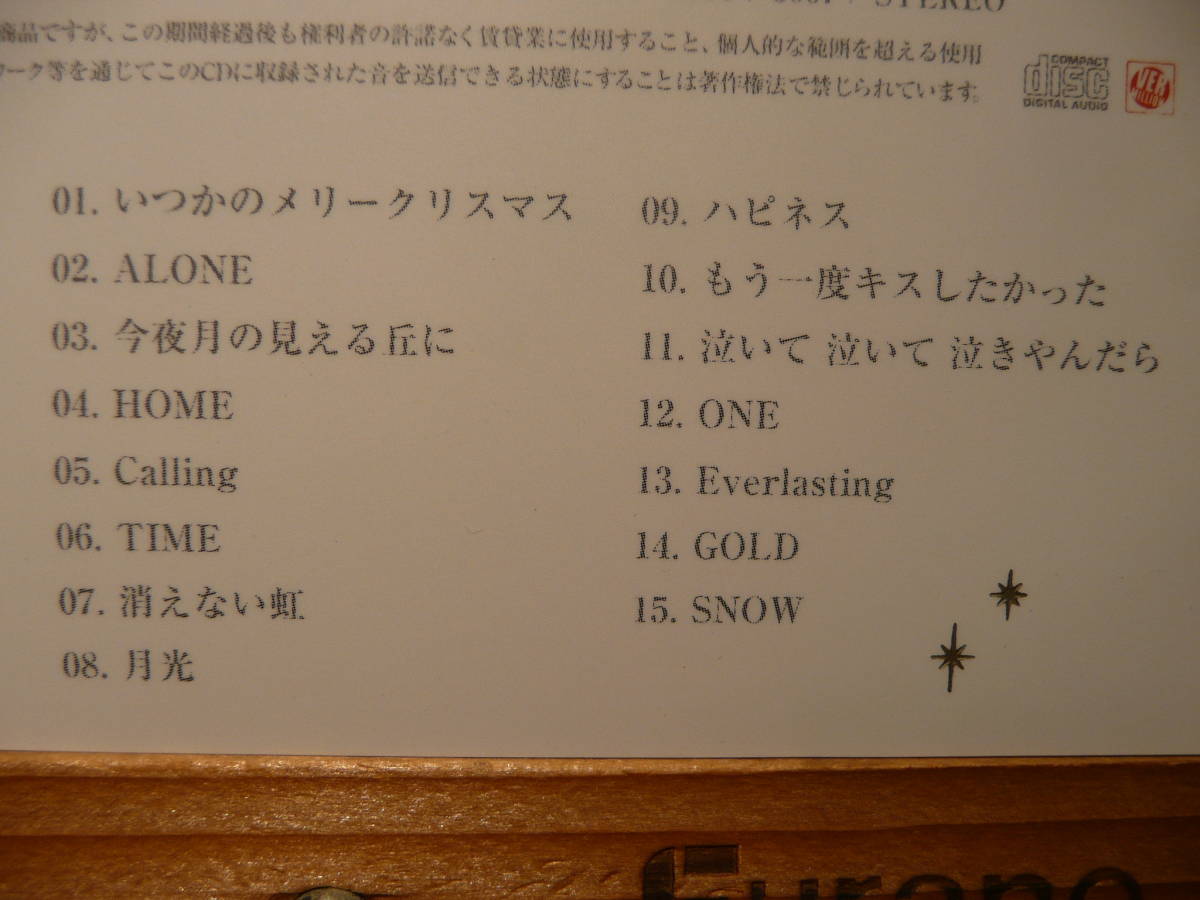 STEREO
商品ですが、この期間経過後も権利者の許諾なく賃貸業に使用すること、個人的な範囲を超える使用
ワーク等を通じてこのCDに収録された音を送信できる状態にすることは著作権法で禁じられています。
COMPACT
disc
DIGITAL AUDIO
01. いつかのメリークリスマス
02. ALONE
03. 今夜月の見える丘に
04. HOME
05. Calling
06. TIME
07. 消えない虹
08. 月光
09. ハピネス
10. もう一度キスしたかった
11. 泣いて 泣いて 泣きやんだら
12. ONE
13. Everlasting
14. GOLD
15. SNOW